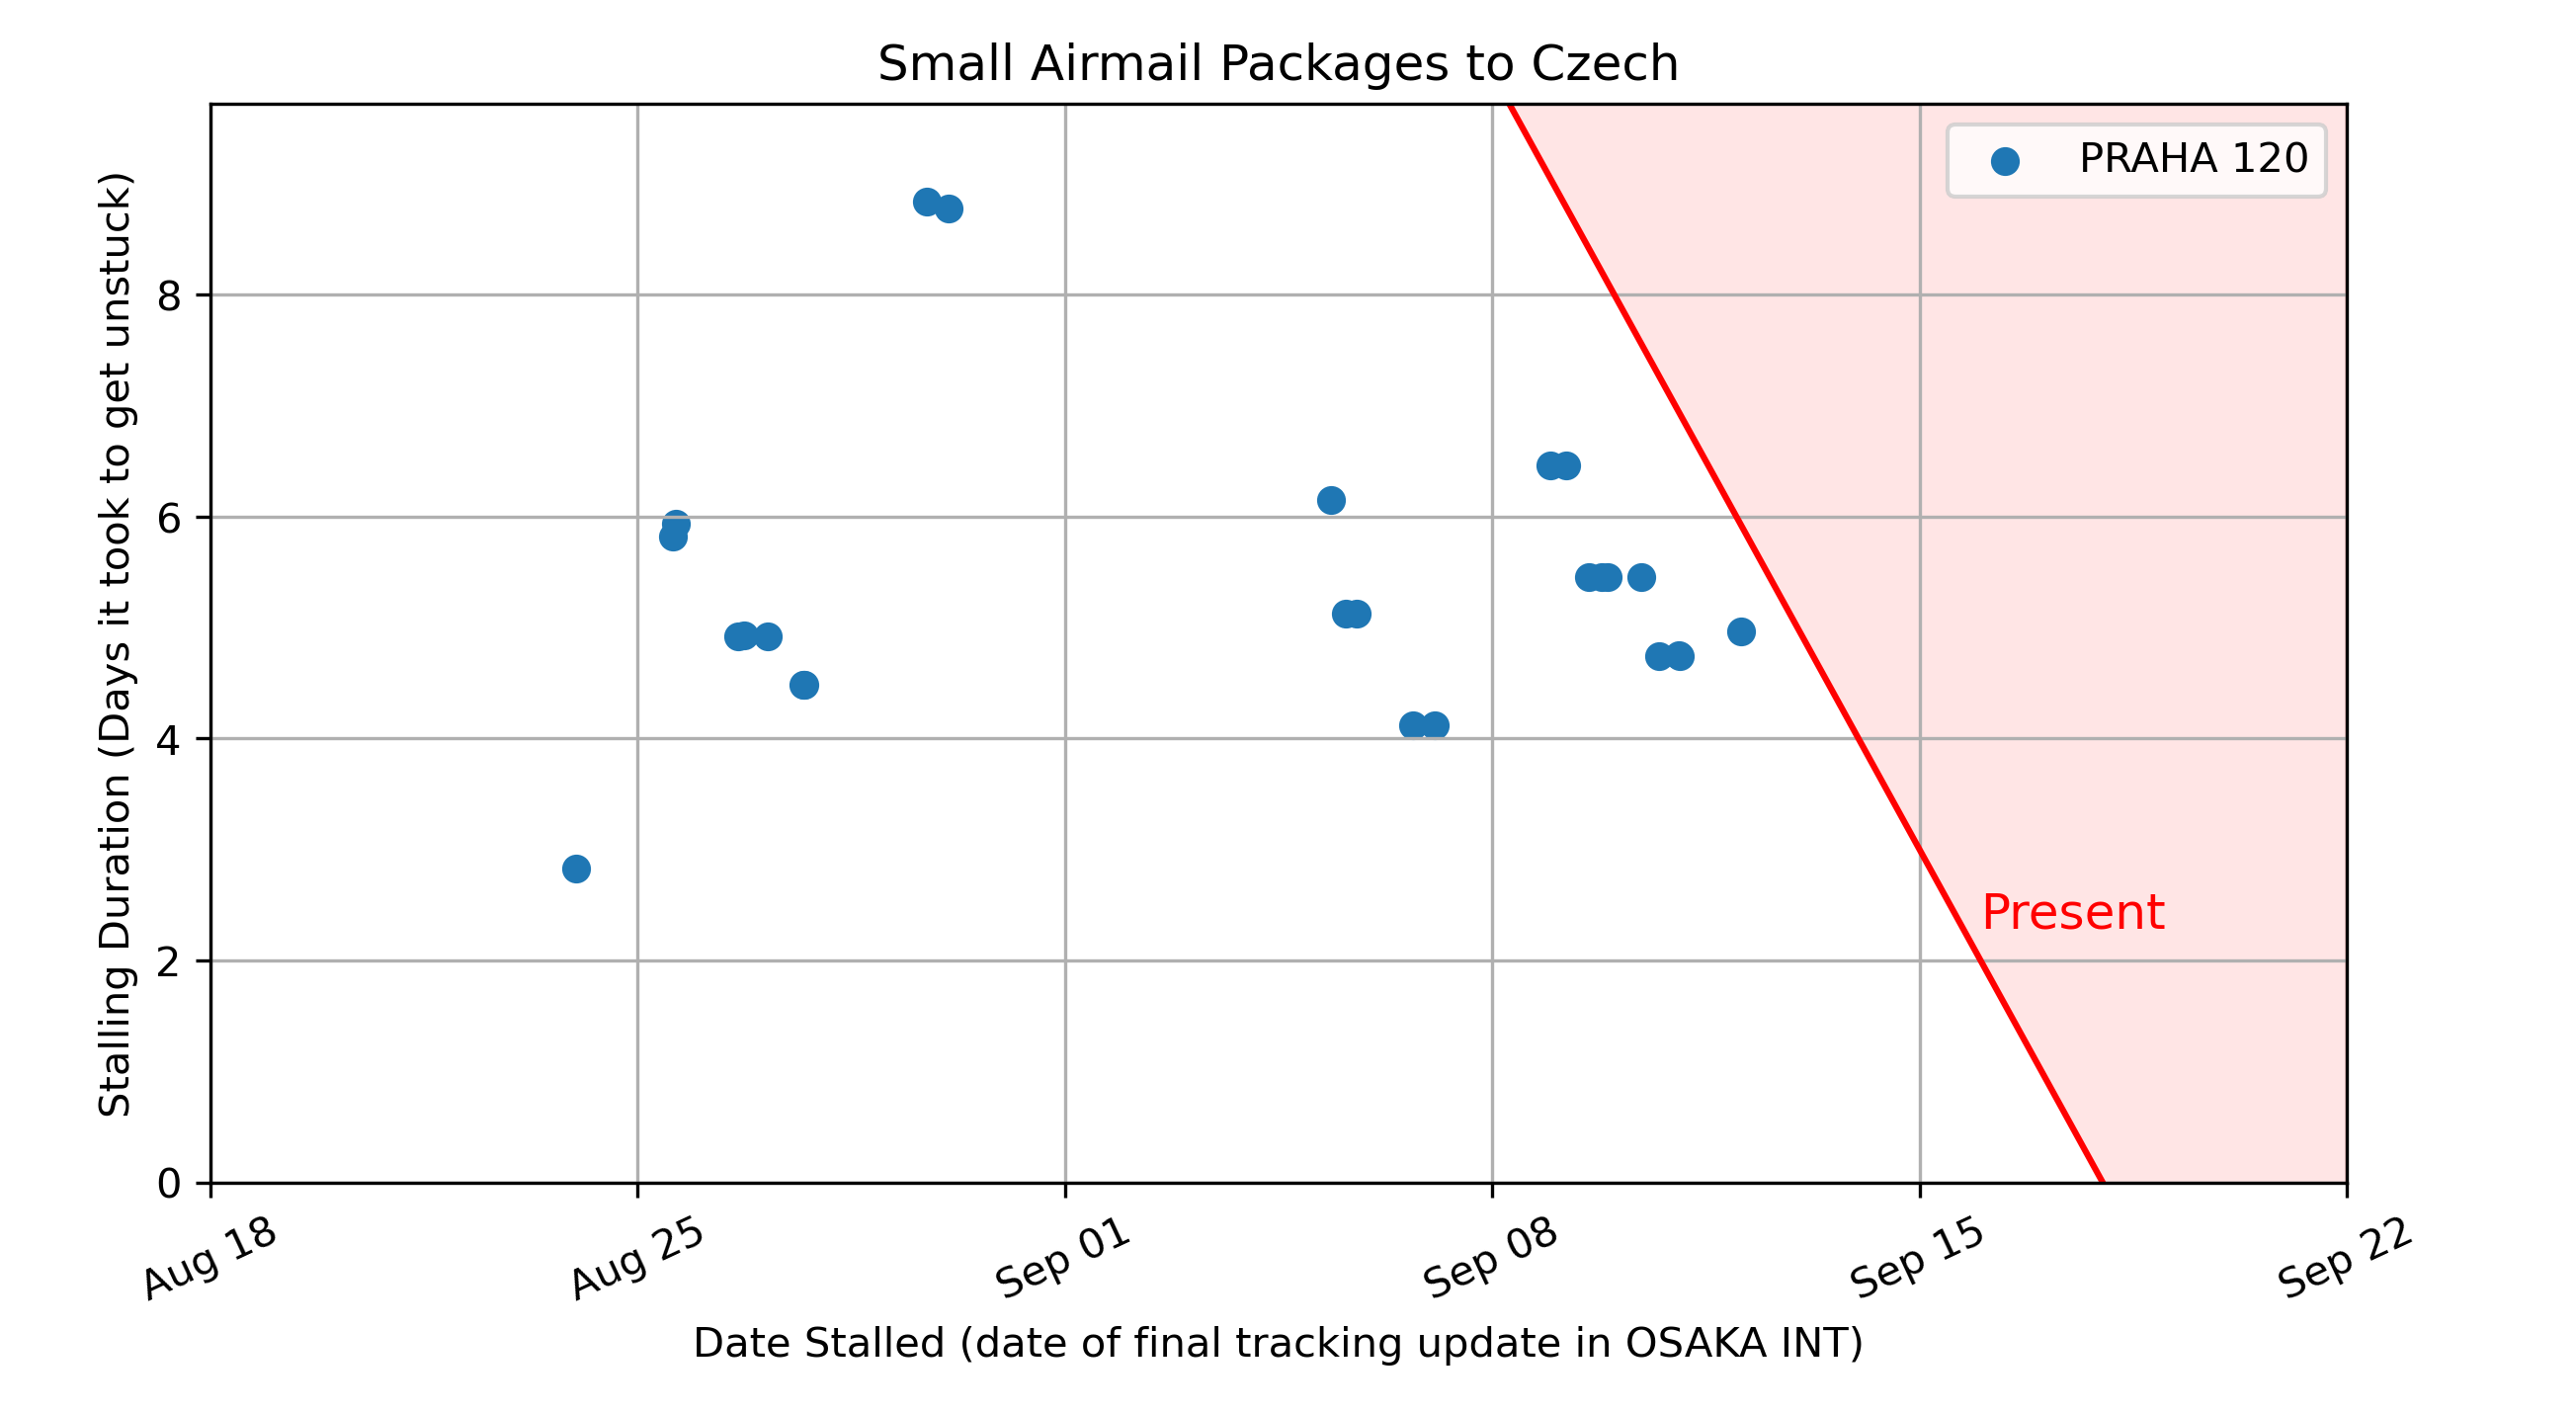 Small Airmail Packages to Czech
PRAHA 120
Stalling Duration (Days it took to get unstuck)
8
6
4
2
0
Present
Aug 18
Aug 25
Sep 01
Sep 08
Sep 15
Sep 22
Date Stalled (date of final tracking update in OSAKA INT)